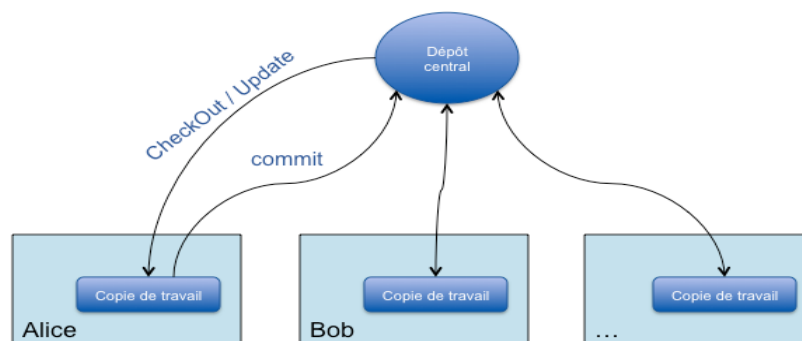 Dépôt
central
CheckOut / Update
commit
Copie de travail
Copie de travail
Copie de travail
Alice
Bob
...